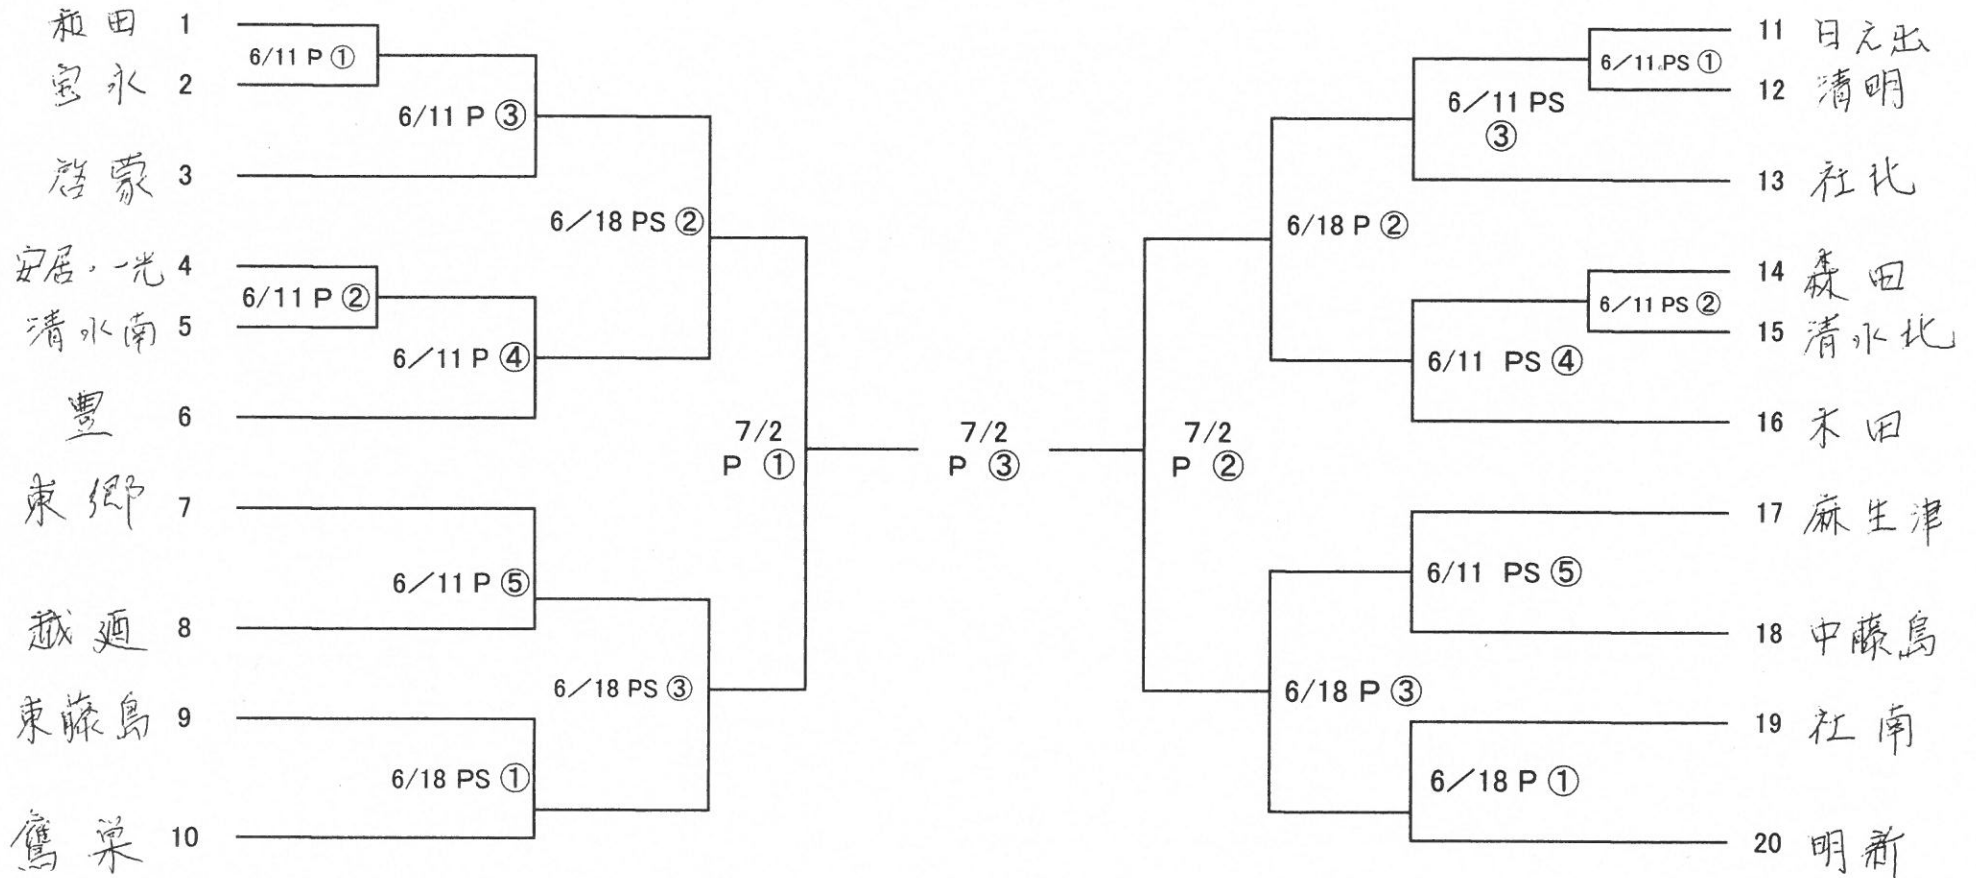 和田 1
6/11 P ①
宝永 2
6/11 P ③
啓蒙 3
6/18 PS ②
安居・一光 4
6/11 P ②
清水南 5
6/11 P ④
豊 6
7/2
P ①
東郷 7
6/11 P ⑤
越廼 8
6/18 PS ③
東藤島 9
6/18 PS ①
鷹巣 10
7/2
P ③
11 日之出
6/11 PS ①
12 清明
6/11 PS
③
13 社北
6/18 P ②
14 森田
6/11 PS ②
15 清水北
6/11 PS ④
16 木田
7/2
P ②
17 麻生津
6/11 PS ⑤
18 中藤島
6/18 P ③
19 社南
6/18 P ①
20 明新